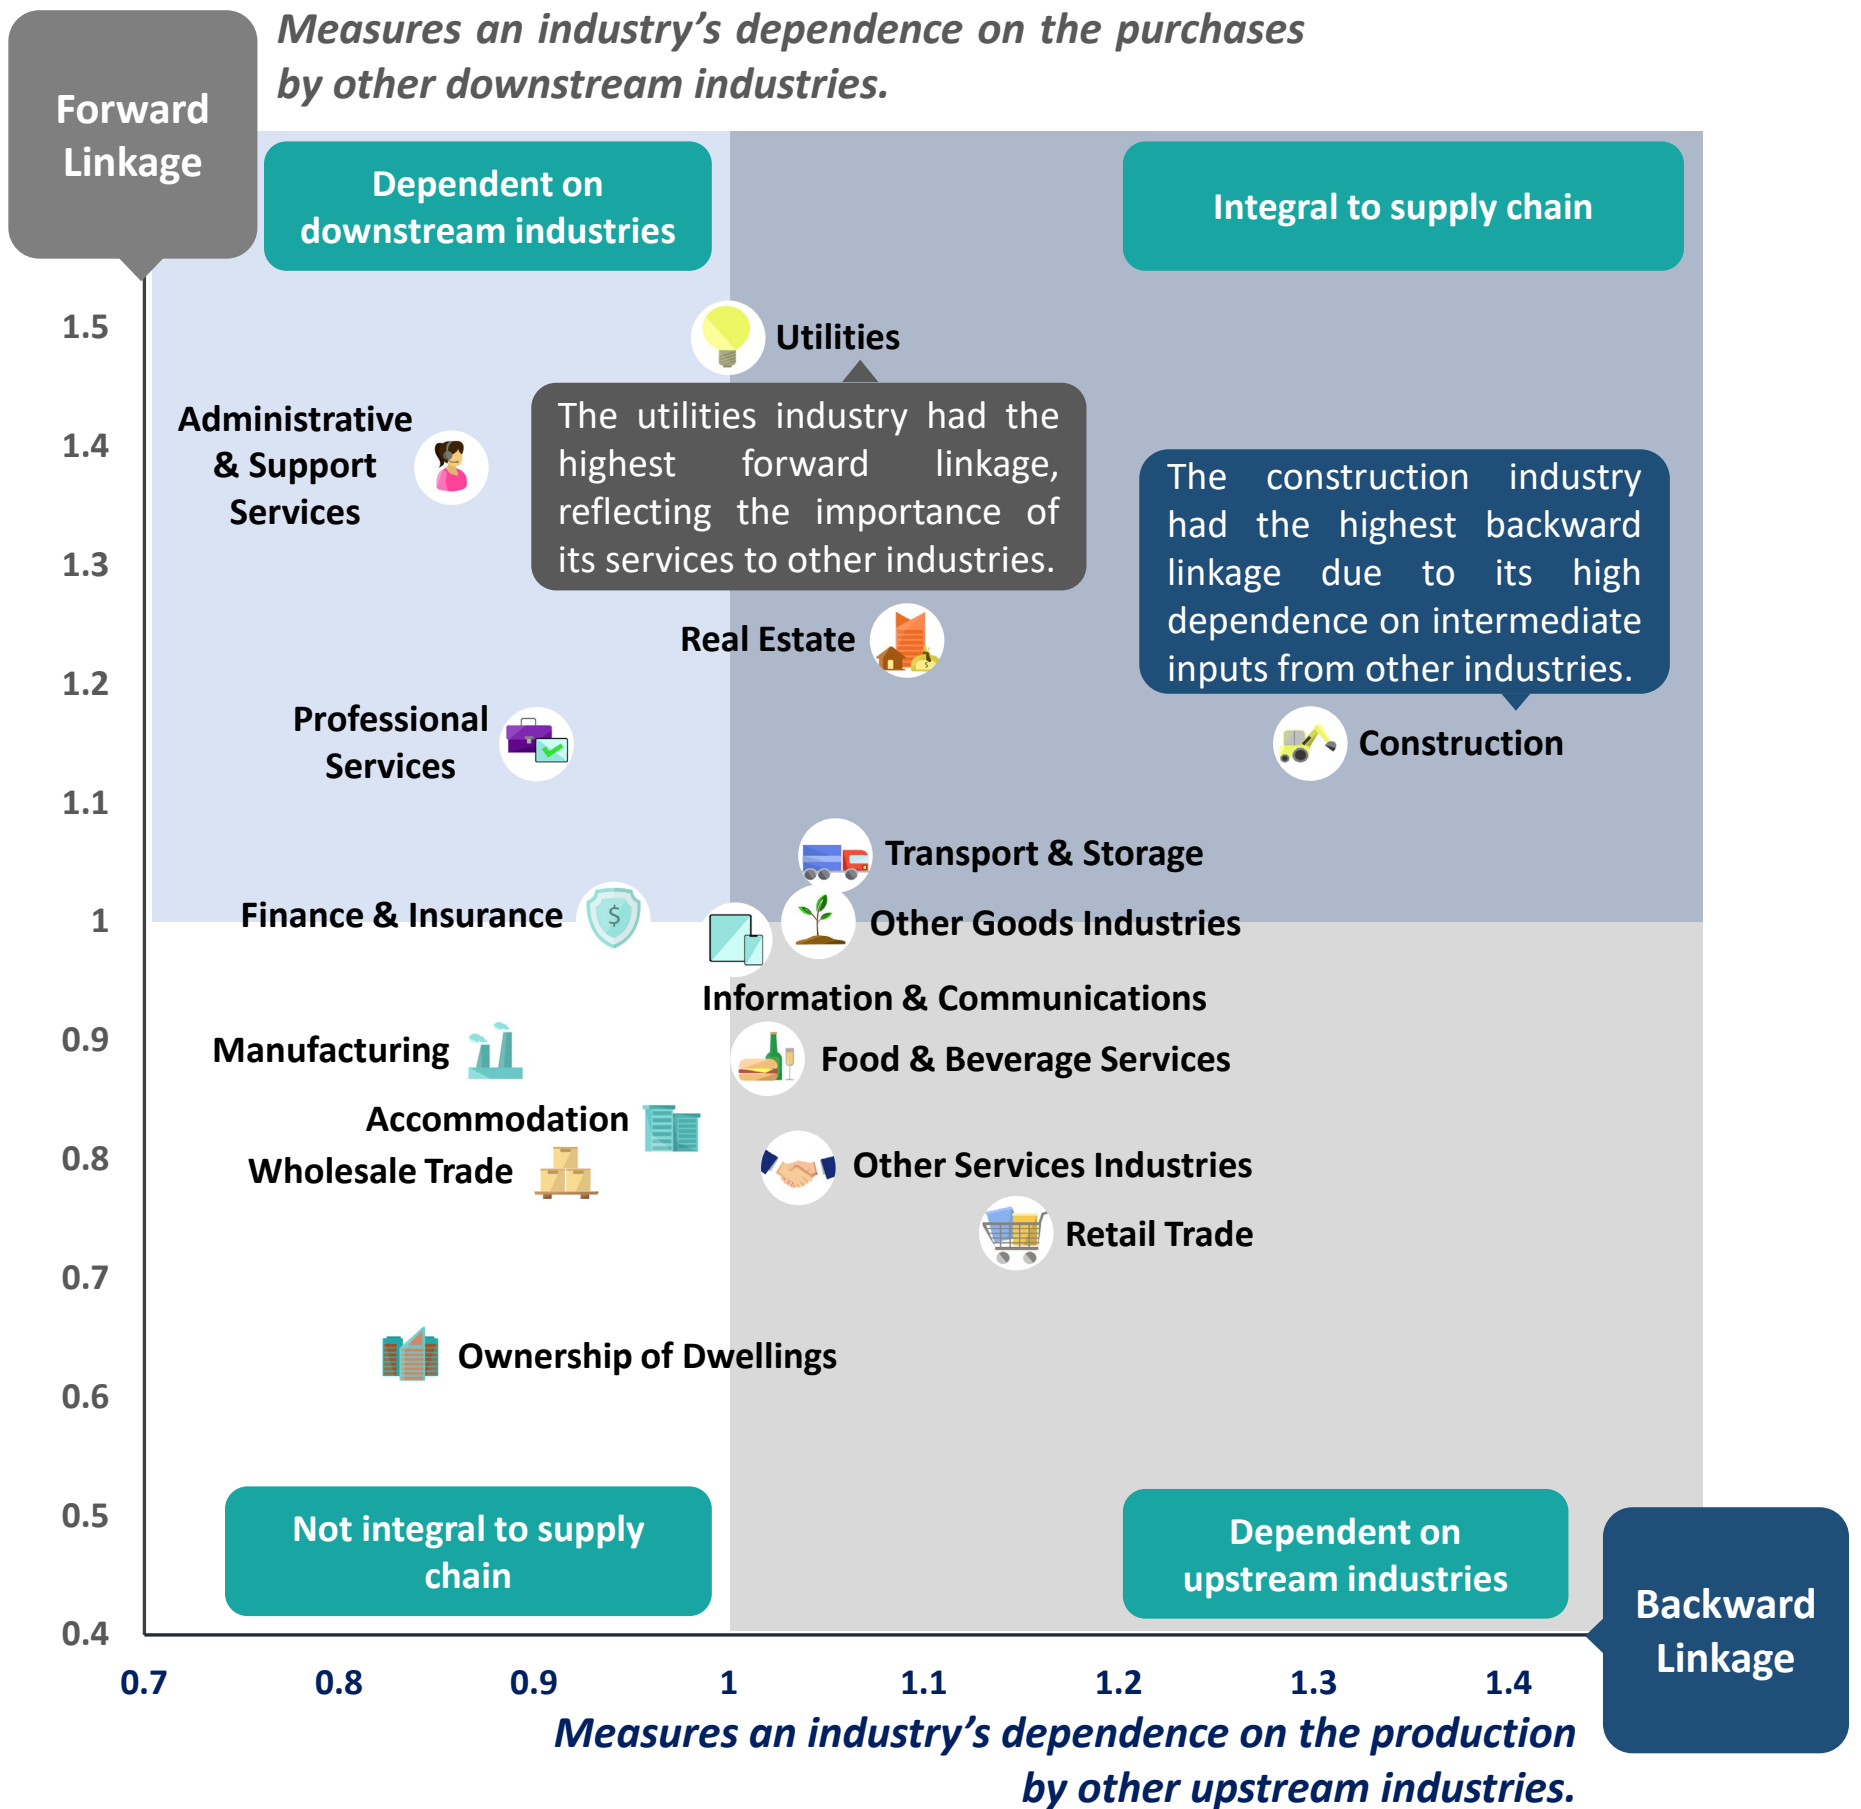 Measures an industry’s dependence on the purchases
by other downstream industries.
Forward
Linkage
Dependent on
downstream industries
Integral to supply chain
1.5
1.4
1.3
1.2
1.1
1
0.9
0.8
0.7
0.6
0.5
0.4
Utilities
The utilities industry had the
highest forward linkage,
reflecting the importance of
its services to other industries.
Administrative
& Support
Services
The construction industry
had the highest backward
linkage due to its high
dependence on intermediate
inputs from other industries.
Real Estate
Professional
Services
Construction
Transport & Storage
Finance & Insurance
Other Goods Industries
Information & Communications
Manufacturing
Food & Beverage Services
Accommodation
Wholesale Trade
Other Services Industries
Retail Trade
Ownership of Dwellings
$
$
Not integral to supply
chain
Dependent on
upstream industries
Backward
Linkage
0.7
0.8
0.9
1
1.1
1.2
1.3
1.4
Measures an industry’s dependence on the production
by other upstream industries.